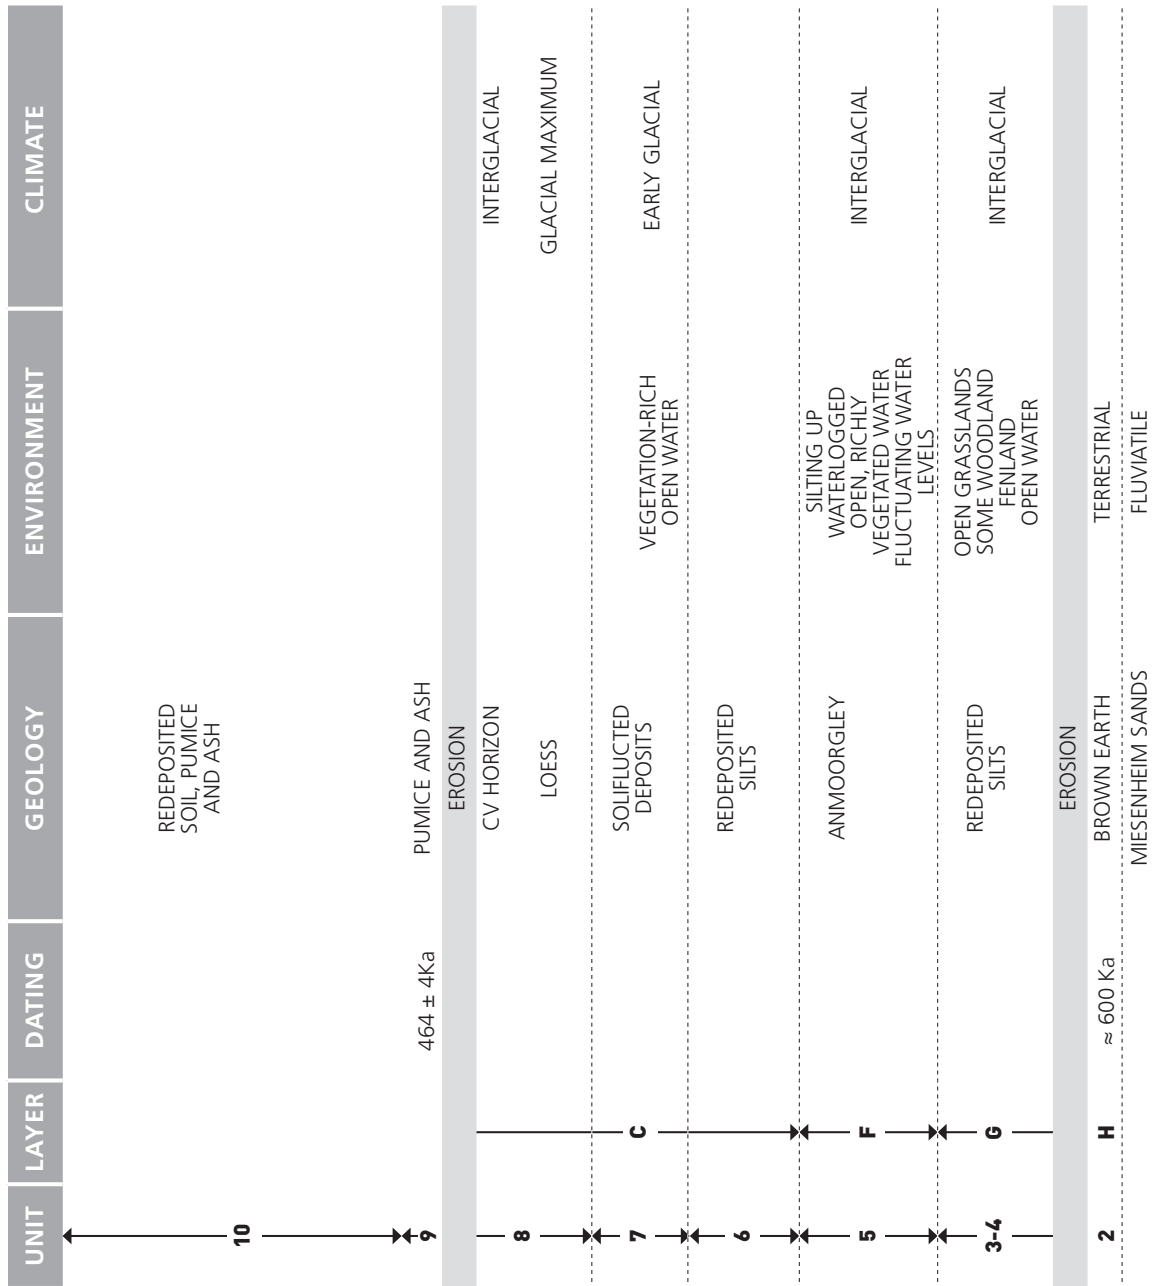 UNIT
LAYER
DATING
GEOLOGY
ENVIRONMENT
CLIMATE
10
REDEPOSITED
SOIL, PUMICE
AND ASH
9
464 ± 4Ka
PUMICE AND ASH
EROSION
8
CV HORIZON
INTERGLACIAL
LOESS
GLACIAL MAXIMUM
7
C
SOLIFLUCTED
DEPOSITS
VEGETATION-RICH
OPEN WATER
EARLY GLACIAL
6
REDEPOSITED
SILTS
5
F
ANMOORGLEY
SILTING UP
WATERLOGGED
OPEN, RICHLY
VEGETATED WATER
FLUCTUATING WATER
LEVELS
INTERGLACIAL
3-4
G
REDEPOSITED
SILTS
OPEN GRASSLANDS
SOME WOODLAND
FENLAND
OPEN WATER
INTERGLACIAL
EROSION
2
H
≈ 600 Ka
BROWN EARTH
TERRESTRIAL
MIESENHEIM SANDS
FLUVIATILE